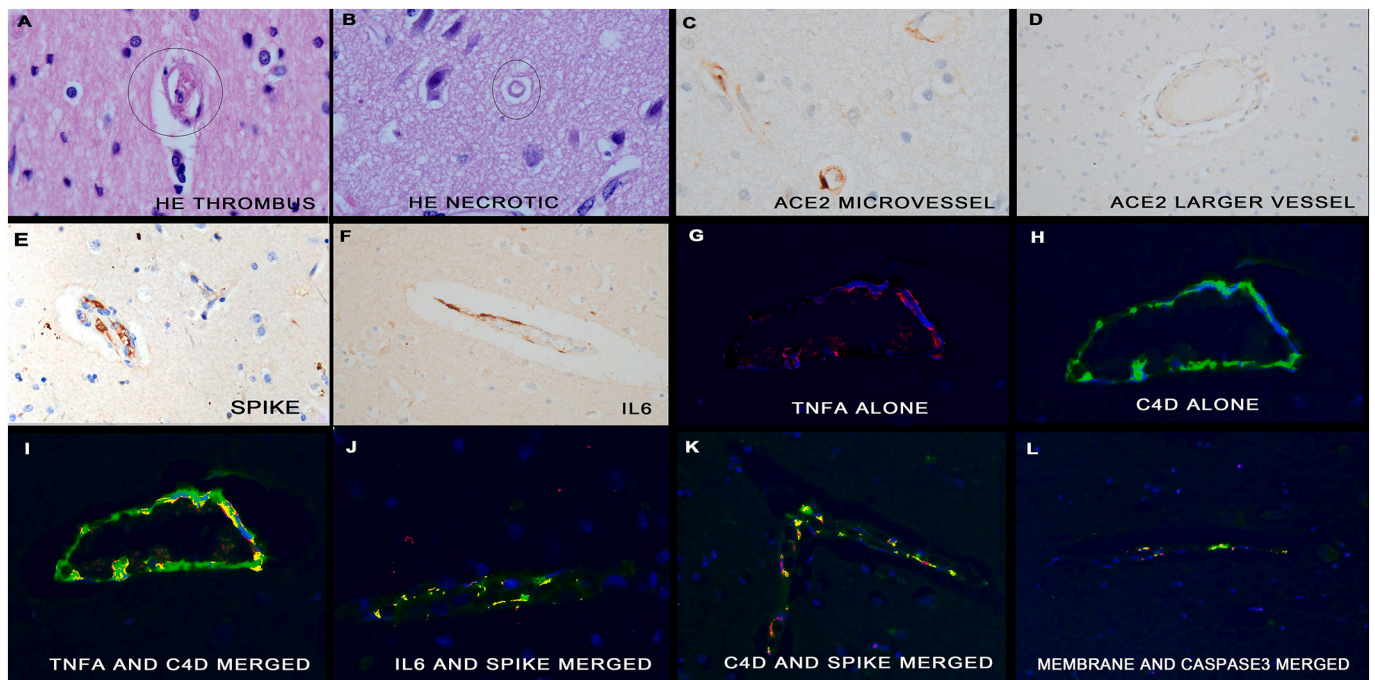 A
HE THROMBUS
B
HE NECROTIC
C
ACE2 MICROVESSEL
D
ACE2 LARGER VESSEL
E
SPIKE
F
IL6
G
TNFA ALONE
H
C4D ALONE
I
TNFA AND C4D MERGED
J
IL6 AND SPIKE MERGED
K
C4D AND SPIKE MERGED
L
MEMBRANE AND CASPASE3 MERGED